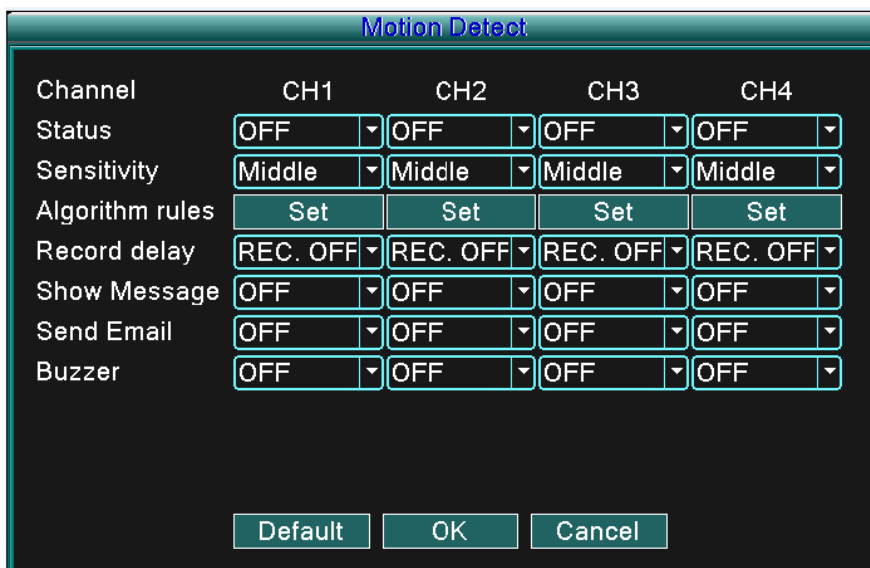 Motion Detect
Channel CH1 CH2 CH3 CH4
Status OFF OFF OFF OFF
Sensitivity Middle Middle Middle Middle
Algorithm rules Set Set Set Set
Record delay REC. OFF REC. OFF REC. OFF REC. OFF
Show Message OFF OFF OFF OFF
Send Email OFF OFF OFF OFF
Buzzer OFF OFF OFF OFF
Default OK Cancel